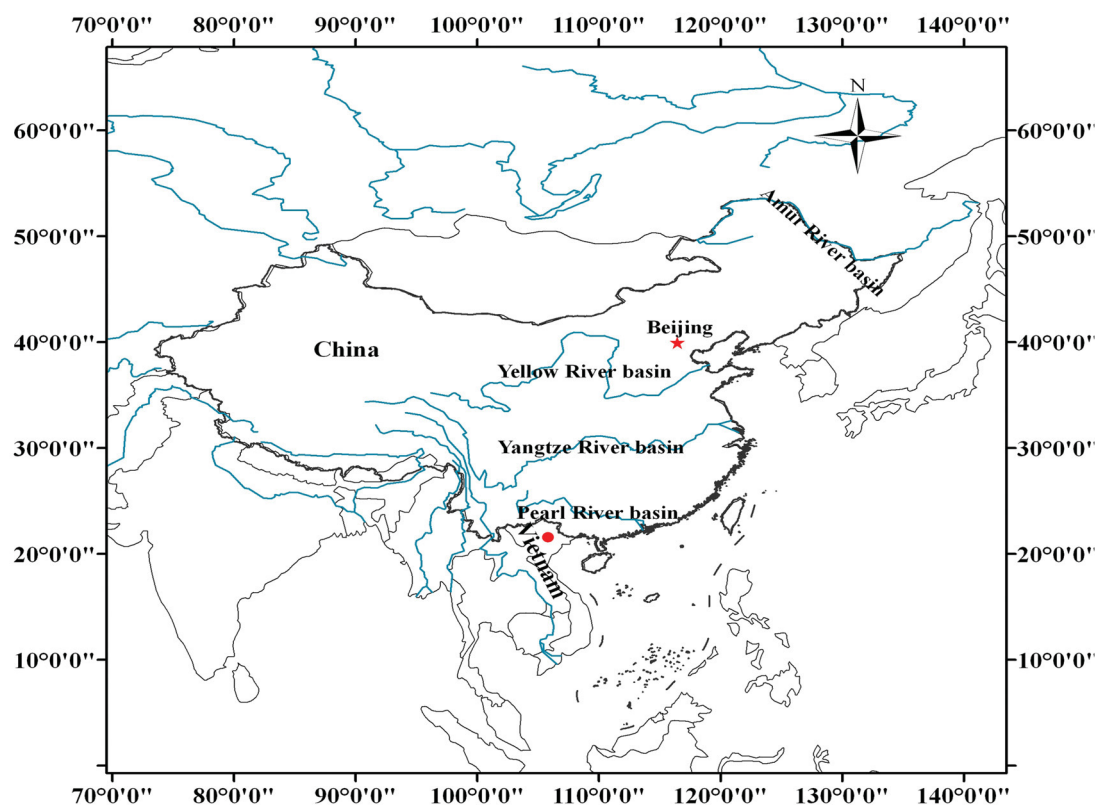 70°0'0" 80°0'0" 90°0'0" 100°0'0" 110°0'0" 120°0'0" 130°0'0" 140°0'0"
N
60°0'0" 60°0'0"
Amur River basin
50°0'0" 50°0'0"
Beijing
40°0'0" 40°0'0"
China
Yellow River basin
30°0'0" 30°0'0"
Yangtze River basin
Pearl River basin
Vietnam
20°0'0" 20°0'0"
10°0'0" 10°0'0"
70°0'0" 80°0'0" 90°0'0" 100°0'0" 110°0'0" 120°0'0" 130°0'0" 140°0'0"